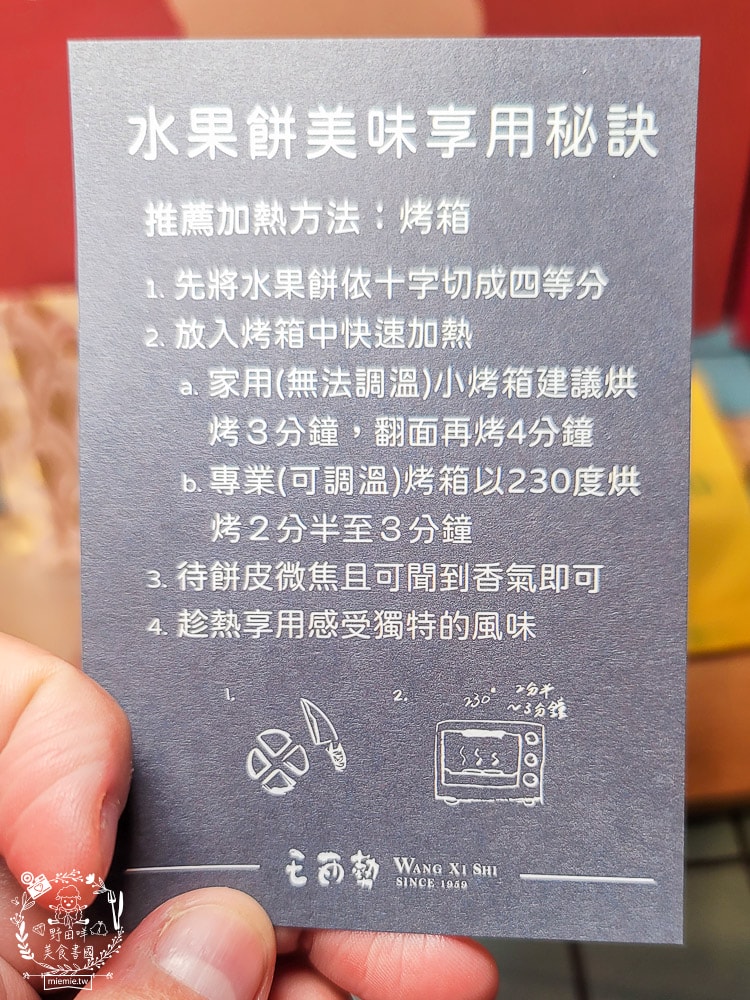 水果餅美味享用秘訣
推薦加熱方法：烤箱
1. 先將水果餅依十字切成四等分
2. 放入烤箱中快速加熱
a. 家用(無法調溫)小烤箱建議烘
烤3分鐘，翻面再烤4分鐘
b. 專業(可調溫)烤箱以230度烘
烤2分半至3分鐘
3. 待餅皮微焦且可聞到香氣即可
4. 趁熱享用感受獨特的風味
1.
2.
230°
2分半
~3分鐘
王西勢
WANG XI SHI
SINCE 1959
野田咩
美食書國
miemie.tw